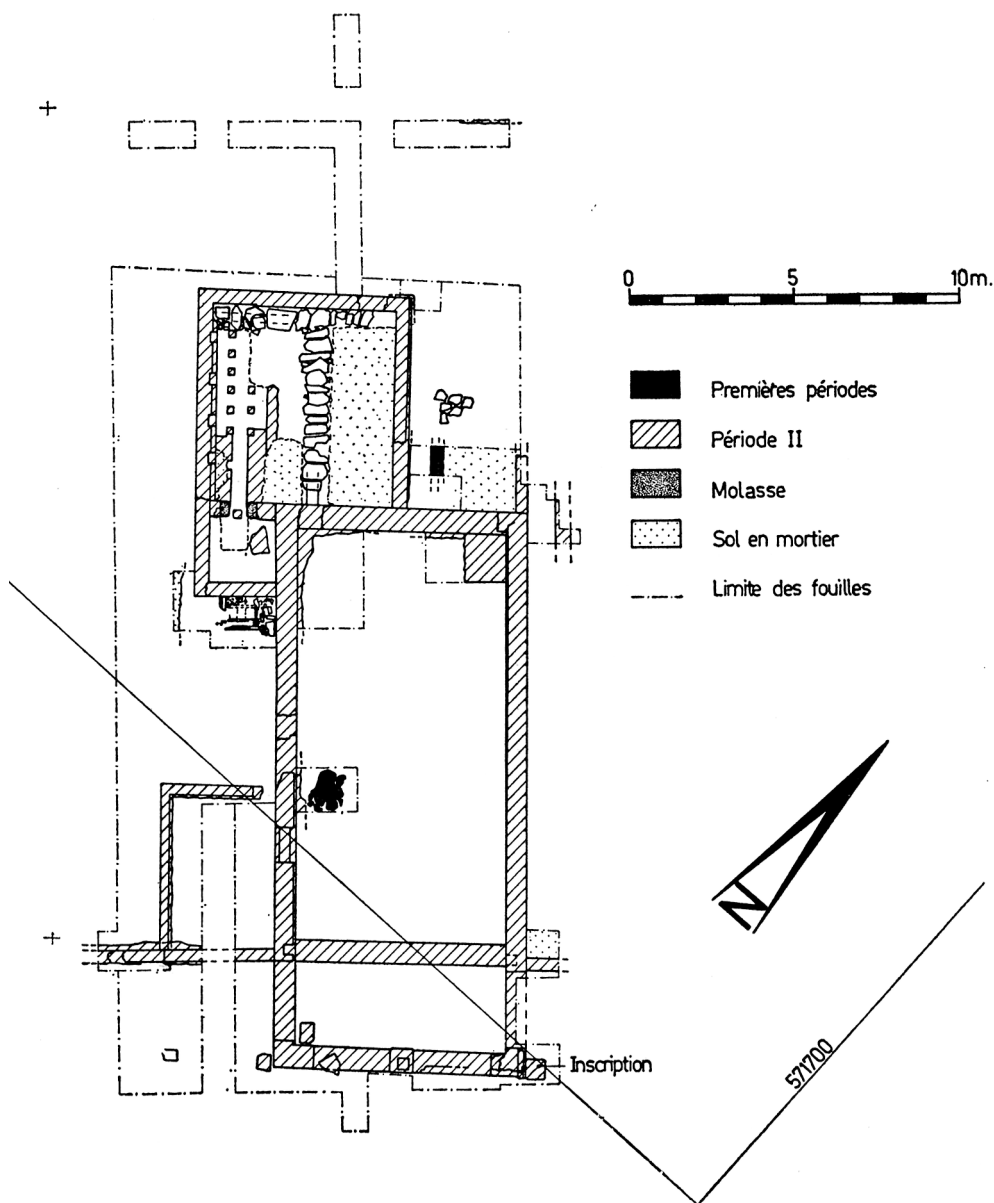 0 5 10m.
Premières périodes
Période II
Molasse
Sol en mortier
Limite des fouilles
N
571700
Inscription